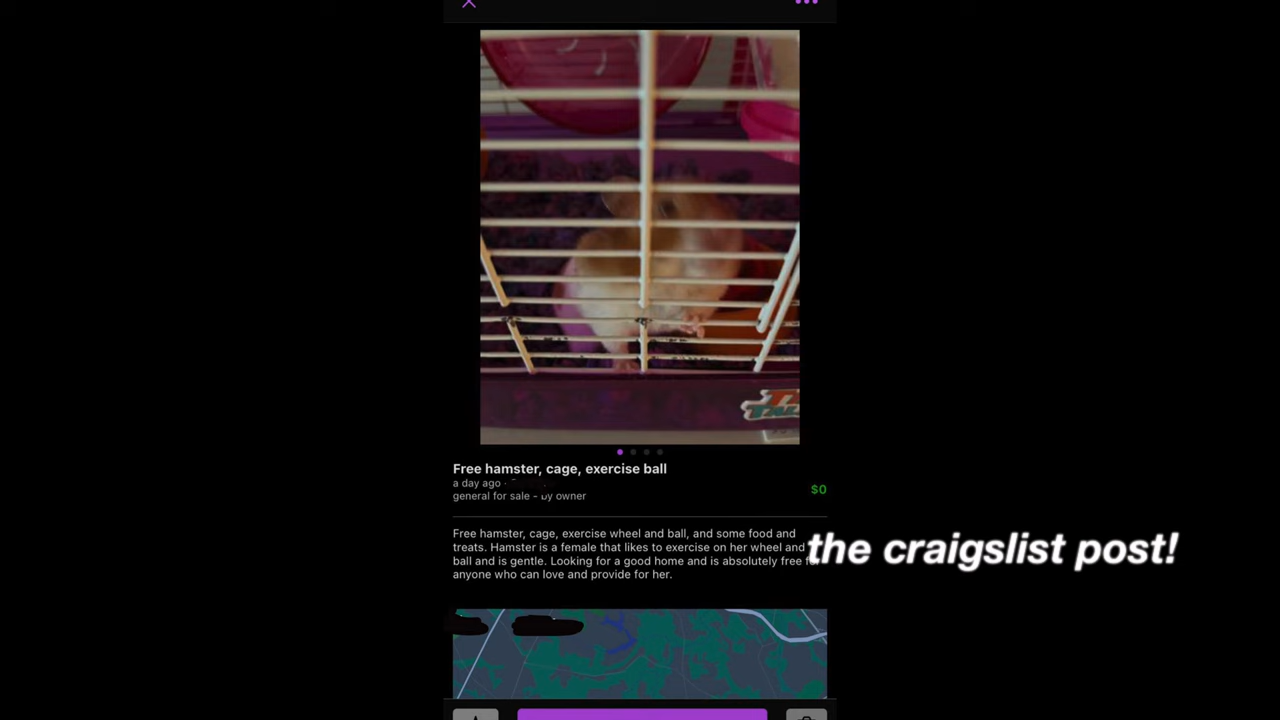 Free hamster, cage, exercise ball
a day ago ·
$0
general for sale - by owner
Free hamster, cage, exercise wheel and ball, and some food and
treats. Hamster is a female that likes to exercise on her wheel and
ball and is gentle. Looking for a good home and is absolutely free
anyone who can love and provide for her.
the craigslist post!